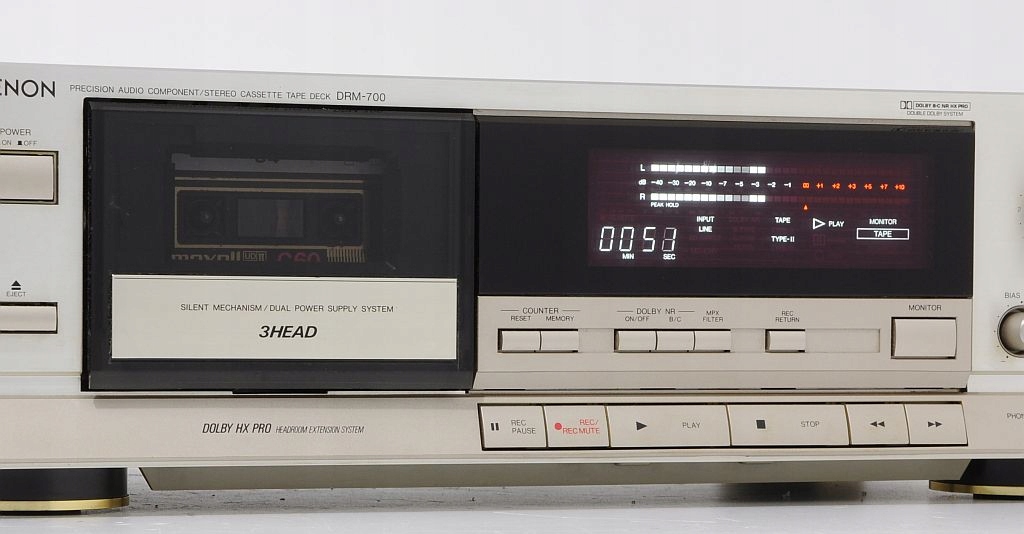 ENON
PRECISION AUDIO COMPONENT/STEREO CASSETTE TAPE DECK DRM-700
DOLBY B·C NR HX PRO
DOUBLE DOLBY SYSTEM
POWER
ON OFF
EJECT
maxell UD II C60
SILENT MECHANISM / DUAL POWER SUPPLY SYSTEM
3HEAD
L
dB -40 -30 -20 -10 -7 -5 -3 -2 -1 00 +1 +2 +3 +5 +7 +10
R
PEAK HOLD
INPUT
LINE
TAPE
TYPE-II
PLAY
MONITOR
TAPE
0051
MIN SEC
COUNTER
RESET MEMORY
DOLBY NR
ON/OFF B/C
MPX
FILTER
REC
RETURN
MONITOR
BIAS
DOLBY HX PRO HEADROOM EXTENSION SYSTEM
REC
PAUSE
REC/
REC MUTE
PLAY
STOP
PHON